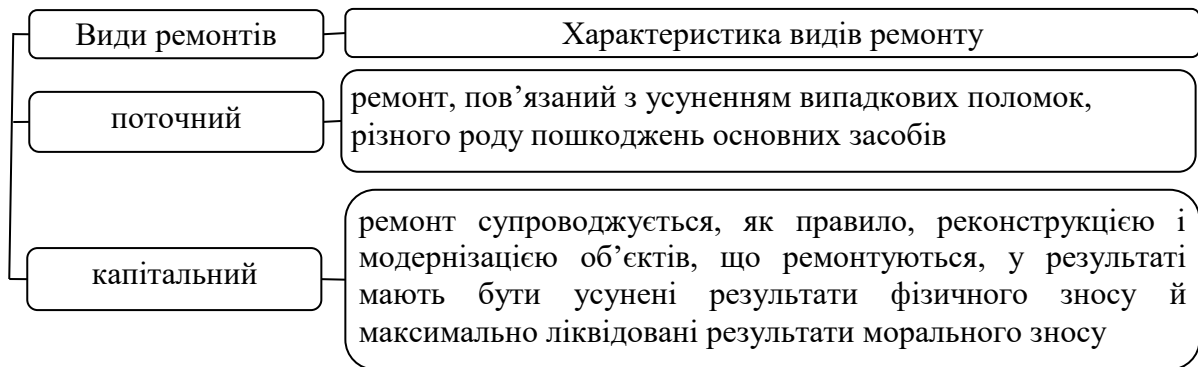 Види ремонтів
Характеристика видів ремонту
поточний
ремонт, пов’язаний з усуненням випадкових поломок,
різного роду пошкоджень основних засобів
капітальний
ремонт супроводжується, як правило, реконструкцією і
модернізацією об’єктів, що ремонтуються, у результаті
мають бути усунені результати фізичного зносу й
максимально ліквідовані результати морального зносу